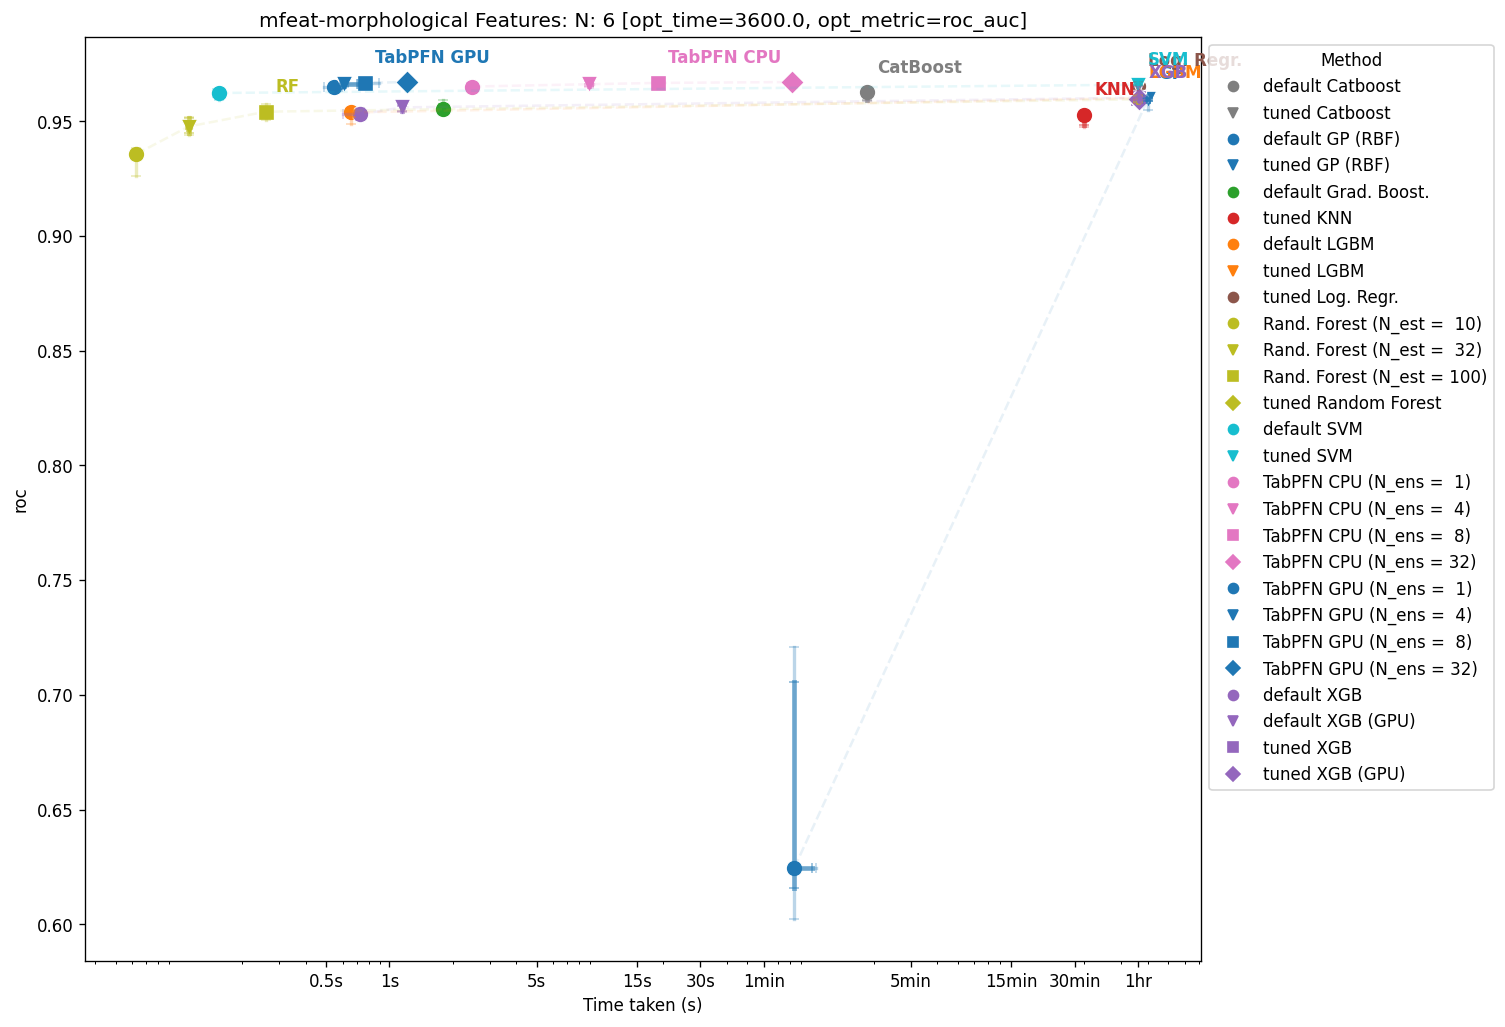 mfeat-morphological Features: N: 6 [opt_time=3600.0, opt_metric=roc_auc]
TabPFN GPU
TabPFN CPU
CatBoost
RF
SVM
Regr.
XGB
KNN
0.95
0.90
0.85
0.80
0.75
0.70
0.65
0.60
roc
0.5s
1s
5s
15s
30s
1min
5min
15min
30min
1hr
Time taken (s)
Method
default Catboost
tuned Catboost
default GP (RBF)
tuned GP (RBF)
default Grad. Boost.
tuned KNN
default LGBM
tuned LGBM
tuned Log. Regr.
Rand. Forest (N_est =  10)
Rand. Forest (N_est =  32)
Rand. Forest (N_est = 100)
tuned Random Forest
default SVM
tuned SVM
TabPFN CPU (N_ens =  1)
TabPFN CPU (N_ens =  4)
TabPFN CPU (N_ens =  8)
TabPFN CPU (N_ens = 32)
TabPFN GPU (N_ens =  1)
TabPFN GPU (N_ens =  4)
TabPFN GPU (N_ens =  8)
TabPFN GPU (N_ens = 32)
default XGB
default XGB (GPU)
tuned XGB
tuned XGB (GPU)